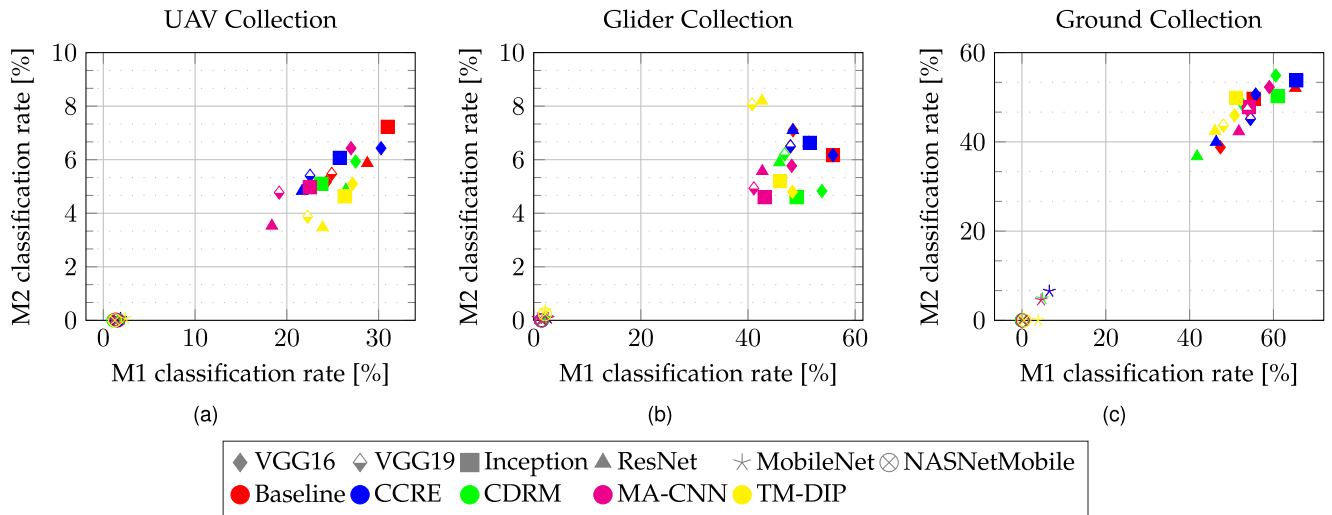 UAV Collection
M2 classification rate [%]
10
8
6
4
2
0
0 10 20 30
M1 classification rate [%]
(a)
Glider Collection
M2 classification rate [%]
10
8
6
4
2
0
0 20 40 60
M1 classification rate [%]
(b)
Ground Collection
M2 classification rate [%]
60
40
20
0
0 20 40 60
M1 classification rate [%]
(c)
VGG16 VGG19 Inception ResNet MobileNet NASNetMobile
Baseline CCRE CDRM MA-CNN TM-DIP